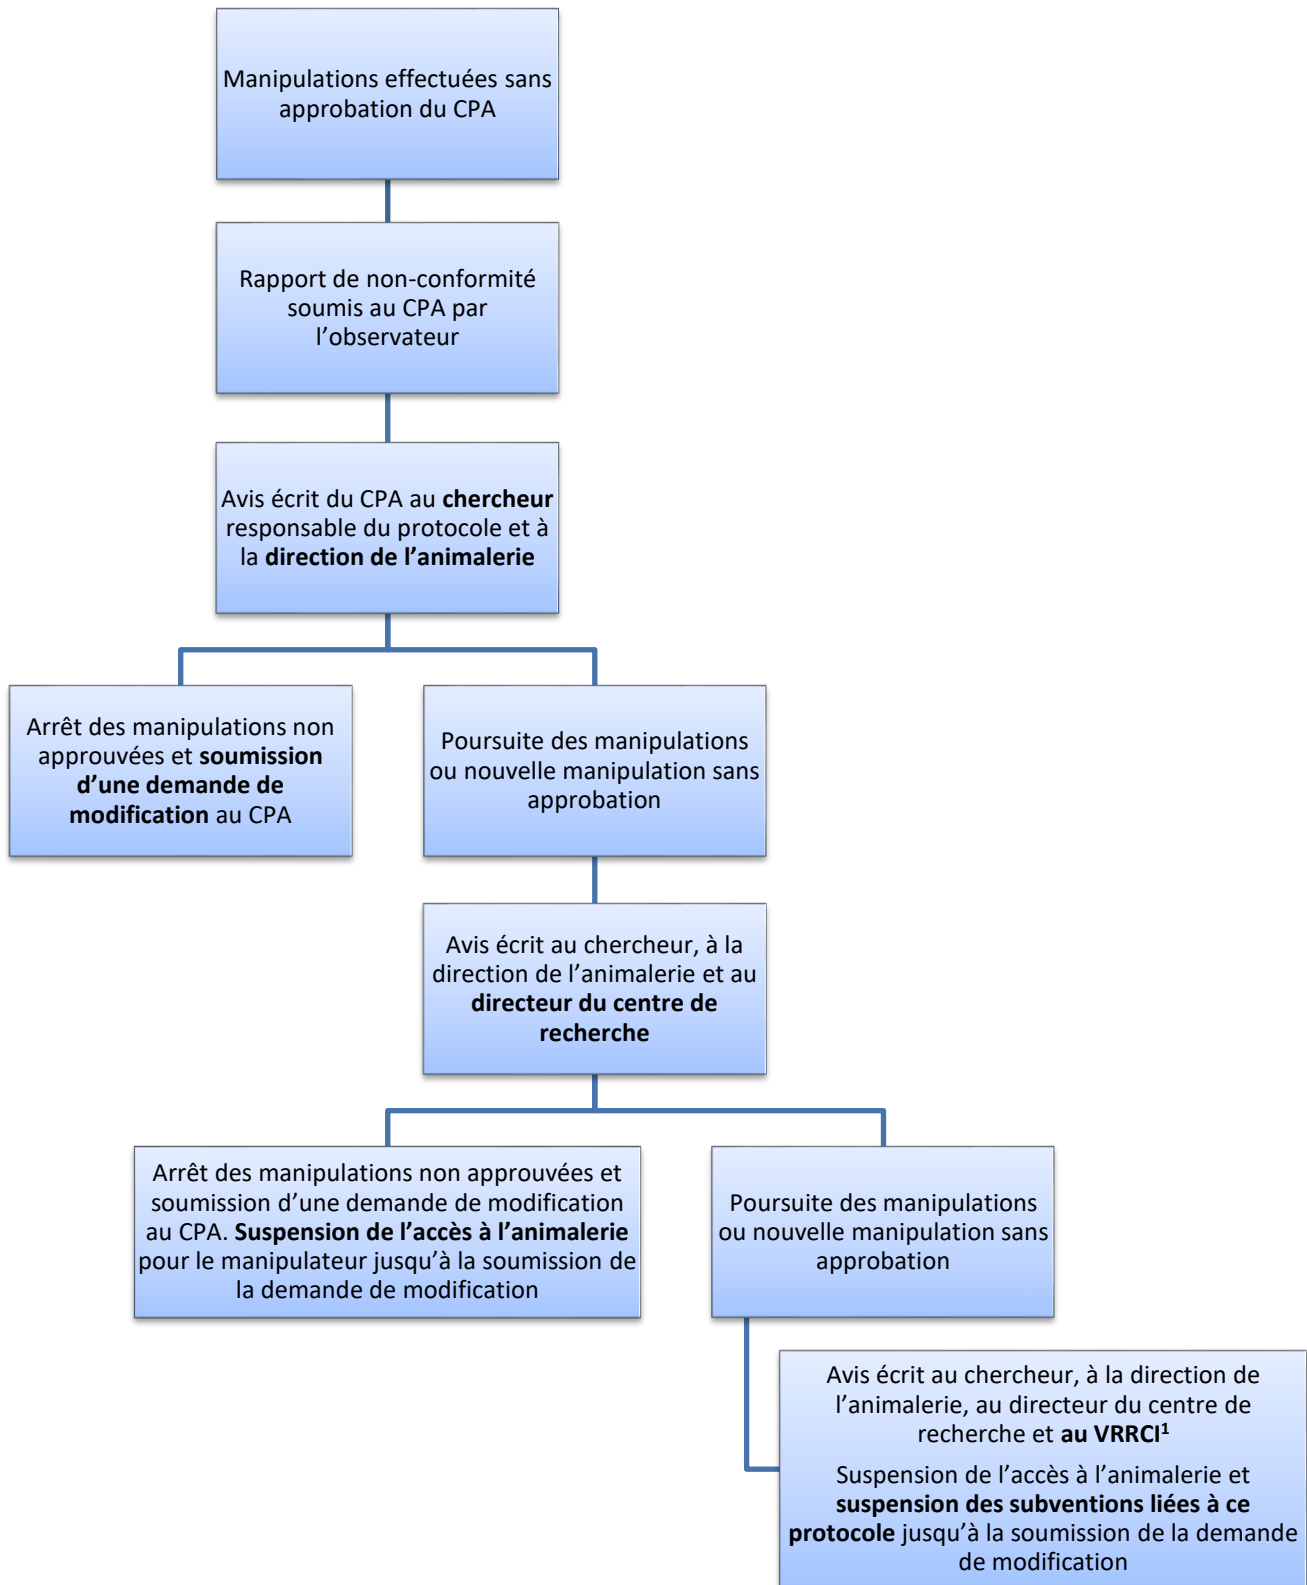 Manipulations effectuées sans
approbation du CPA
Rapport de non-conformité
soumis au CPA par
l’observateur
Avis écrit du CPA au chercheur
responsable du protocole et à
la direction de l’animalerie
Arrêt des manipulations non
approuvées et soumission
d’une demande de
modification au CPA
Poursuite des manipulations
ou nouvelle manipulation sans
approbation
Avis écrit au chercheur, à la
direction de l’animalerie et au
directeur du centre de
recherche
Arrêt des manipulations non approuvées et
soumission d’une demande de modification
au CPA. Suspension de l’accès à l’animalerie
pour le manipulateur jusqu’à la soumission de
la demande de modification
Poursuite des manipulations
ou nouvelle manipulation sans
approbation
Avis écrit au chercheur, à la direction de
l’animalerie, au directeur du centre de
recherche et au VRRCI¹
Suspension de l’accès à l’animalerie et
suspension des subventions liées à ce
protocole jusqu’à la soumission de la demande
de modification